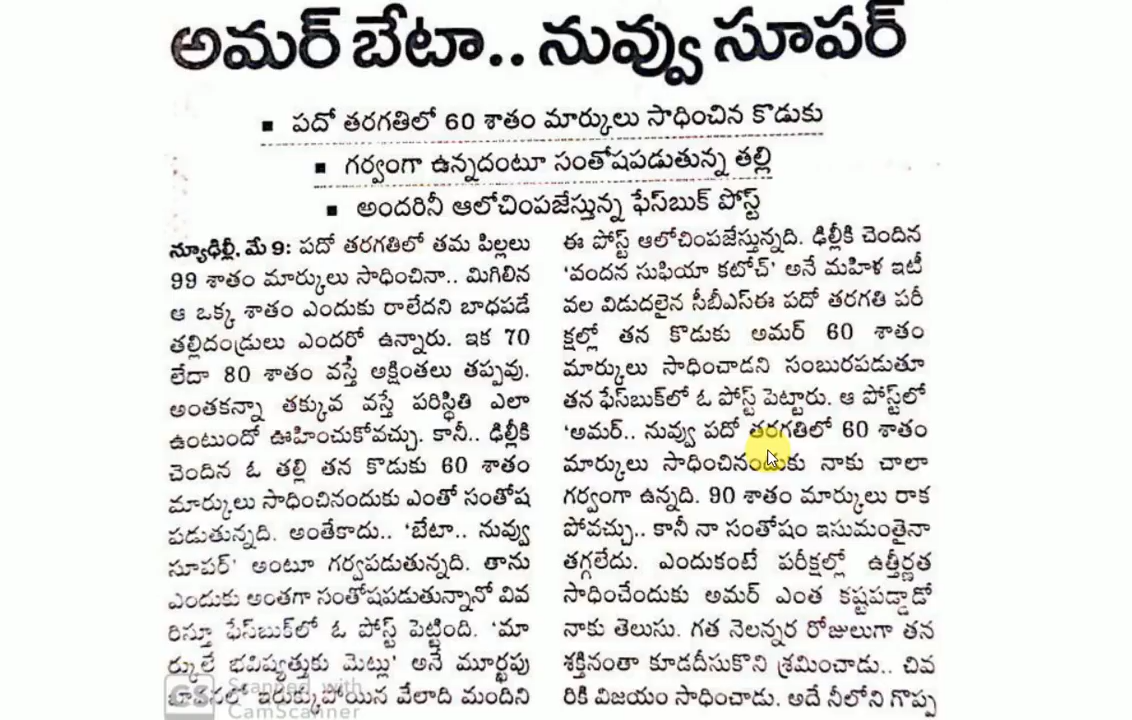 అమర్ బేటా.. నువ్వు సూపర్
▪ పదో తరగతిలో 60 శాతం మార్కులు సాధించిన కొడుకు
▪ గర్వంగా ఉన్నదంటూ సంతోషపడుతున్న తల్లి
▪ అందరినీ ఆలోచింపజేస్తున్న ఫేస్‌బుక్ పోస్ట్
న్యూఢిల్లీ, మే 9: పదో తరగతిలో తమ పిల్లలు
99 శాతం మార్కులు సాధించినా.. మిగిలిన
ఆ ఒక్క శాతం ఎందుకు రాలేదని బాధపడే
తల్లిదండ్రులు ఎందరో ఉన్నారు. ఇక 70
లేదా 80 శాతం వస్తే అక్షింతలు తప్పవు.
అంతకన్నా తక్కువ వస్తే పరిస్థితి ఎలా
ఉంటుందో ఊహించుకోవచ్చు. కానీ.. ఢిల్లీకి
చెందిన ఓ తల్లి తన కొడుకు 60 శాతం
మార్కులు సాధించినందుకు ఎంతో సంతోష
పడుతున్నది. అంతేకాదు.. 'బేటా.. నువ్వు
సూపర్' అంటూ గర్వపడుతున్నది. తాను
ఎందుకు అంతగా సంతోషపడుతున్నానో వివ
రిస్తూ ఫేస్‌బుక్‌లో ఓ పోస్ట్ పెట్టింది. 'మా
ర్కులే భవిష్యత్తుకు మెట్లు' అనే మూర్ఖపు
ఇరుక్కుపోయిన వేలాది మందిని
ఈ పోస్ట్ ఆలోచింపజేస్తున్నది. ఢిల్లీకి చెందిన
'వందన సుఫియా కటోచ్' అనే మహిళ ఇటీ
వల విడుదలైన సీబీఎస్ఈ పదో తరగతి పరీ
క్షల్లో తన కొడుకు అమర్ 60 శాతం
మార్కులు సాధించాడని సంబురపడుతూ
తన ఫేస్‌బుక్‌లో ఓ పోస్ట్ పెట్టారు. ఆ పోస్ట్‌లో
'అమర్.. నువ్వు పదో తరగతిలో 60 శాతం
మార్కులు సాధించినందుకు నాకు చాలా
గర్వంగా ఉన్నది. 90 శాతం మార్కులు రాక
పోవచ్చు.. కానీ నా సంతోషం ఇసుమంతైనా
తగ్గలేదు. ఎందుకంటే పరీక్షల్లో ఉత్తీర్ణత
సాధించేందుకు అమర్ ఎంత కష్టపడ్డాడో
నాకు తెలుసు. గత నెలన్నర రోజులుగా తన
శక్తినంతా కూడదీసుకొని శ్రమించాడు.. చివ
రికి విజయం సాధించాడు. అదే నీలోని గొప్ప
CS Scanned with
CamScanner